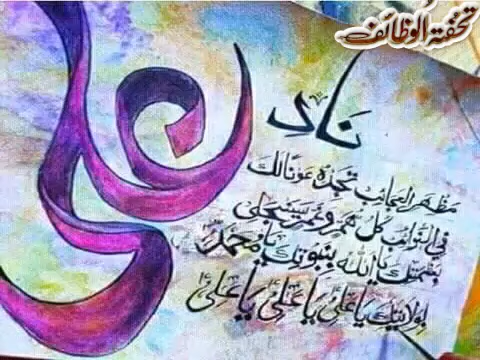 تحفۃ الوظائف
نَادِ
علی
مظهر العجائب تجده عونا لك
في النوائب كل هم وغم سينجلي
بعظمتك يا الله بنبوتك يا محمد
بولايتك يا علي يا علي يا علي